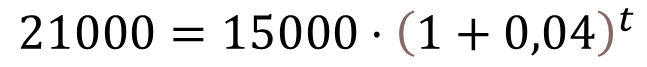 21000 = 15000 · (1 + 0,04)ᵗ